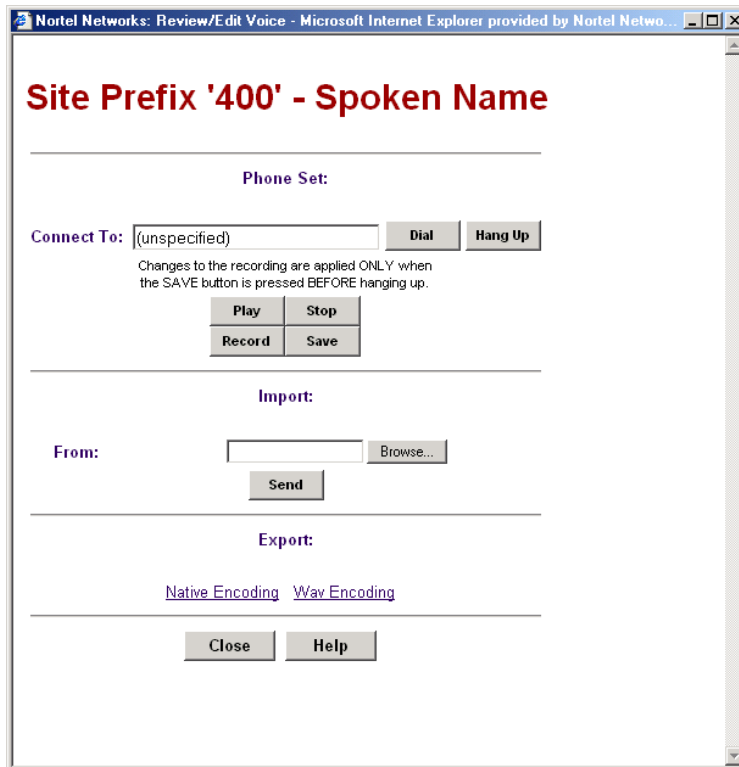 Nortel Networks: Review/Edit Voice - Microsoft Internet Explorer provided by Nortel Netwo...
Site Prefix '400' - Spoken Name
Phone Set:
Connect To: (unspecified) Dial Hang Up
Changes to the recording are applied ONLY when
the SAVE button is pressed BEFORE hanging up.
Play Stop
Record Save
Import:
From: Browse...
Send
Export:
Native Encoding Wav Encoding
Close Help